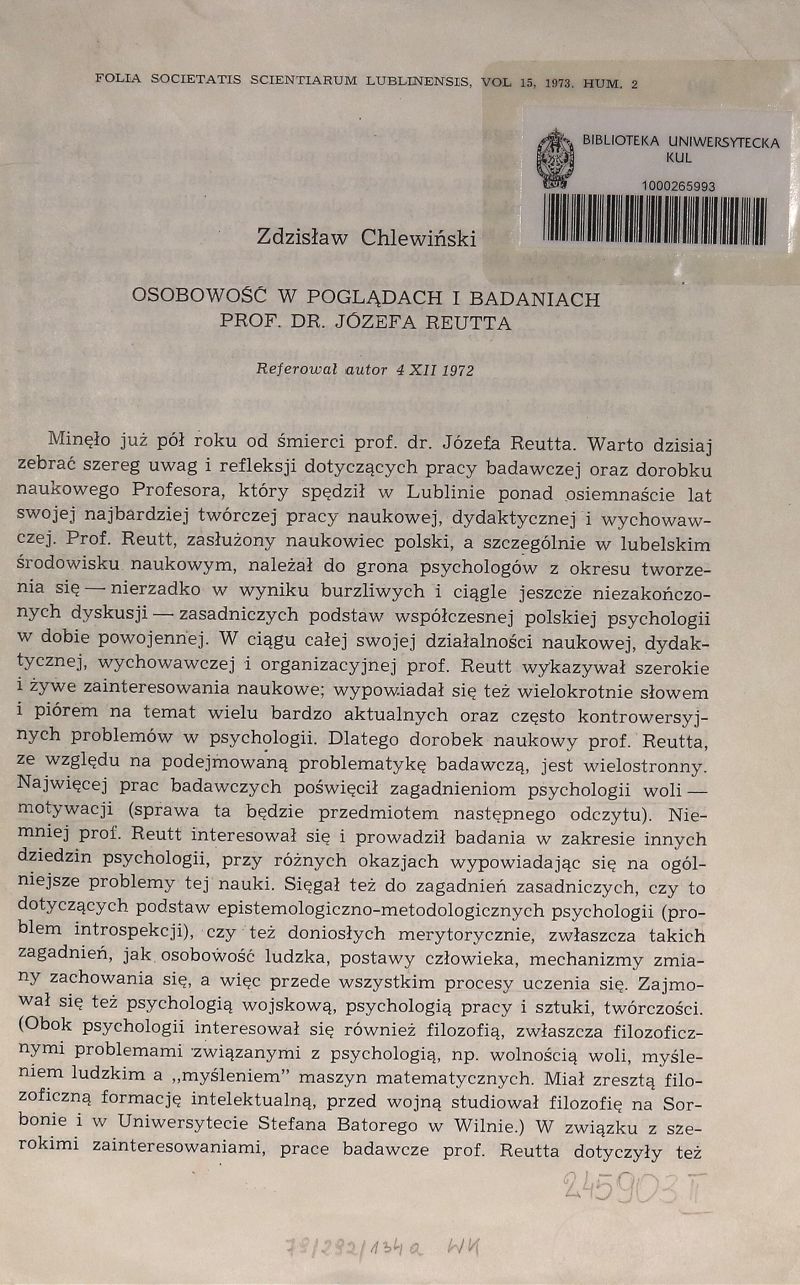 FOLIA SOCIETATIS SCIENTIARUM LUBLINENSIS, VOL 15, 1973. HUM. 2
BIBLIOTEKA UNIWERSYTECKA
KUL
1000265993
Zdzisław Chlewiński
OSOBOWOŚĆ W POGLĄDACH I BADANIACH
PROF. DR. JÓZEFA REUTTA
Referował autor 4 XII 1972
Minęło już pół roku od śmierci prof. dr. Józefa Reutta. Warto dzisiaj
zebrać szereg uwag i refleksji dotyczących pracy badawczej oraz dorobku
naukowego Profesora, który spędził w Lublinie ponad osiemnaście lat
swojej najbardziej twórczej pracy naukowej, dydaktycznej i wychowaw-
czej. Prof. Reutt, zasłużony naukowiec polski, a szczególnie w lubelskim
środowisku naukowym, należał do grona psychologów z okresu tworze-
nia się — nierzadko w wyniku burzliwych i ciągle jeszcze niezakończo-
nych dyskusji — zasadniczych podstaw współczesnej polskiej psychologii
w dobie powojennej. W ciągu całej swojej działalności naukowej, dydak-
tycznej, wychowawczej i organizacyjnej prof. Reutt wykazywał szerokie
i żywe zainteresowania naukowe; wypowiadał się też wielokrotnie słowem
i piórem na temat wielu bardzo aktualnych oraz często kontrowersyj-
nych problemów w psychologii. Dlatego dorobek naukowy prof. Reutta,
ze względu na podejmowaną problematykę badawczą, jest wielostronny.
Najwięcej prac badawczych poświęcił zagadnieniom psychologii woli —
motywacji (sprawa ta będzie przedmiotem następnego odczytu). Nie-
mniej prof. Reutt interesował się i prowadził badania w zakresie innych
dziedzin psychologii, przy różnych okazjach wypowiadając się na ogól-
niejsze problemy tej nauki. Sięgał też do zagadnień zasadniczych, czy to
dotyczących podstaw epistemologiczno-metodologicznych psychologii (pro-
blem introspekcji), czy też doniosłych merytorycznie, zwłaszcza takich
zagadnień, jak osobowość ludzka, postawy człowieka, mechanizmy zmia-
ny zachowania się, a więc przede wszystkim procesy uczenia się. Zajmo-
wał się też psychologią wojskową, psychologią pracy i sztuki, twórczości.
(Obok psychologii interesował się również filozofią, zwłaszcza filozoficz-
nymi problemami związanymi z psychologią, np. wolnością woli, myśle-
niem ludzkim a „myśleniem” maszyn matematycznych. Miał zresztą filo-
zoficzną formację intelektualną, przed wojną studiował filozofię na Sor-
bonie i w Uniwersytecie Stefana Batorego w Wilnie.) W związku z sze-
rokimi zainteresowaniami, prace badawcze prof. Reutta dotyczyły też
245903 II